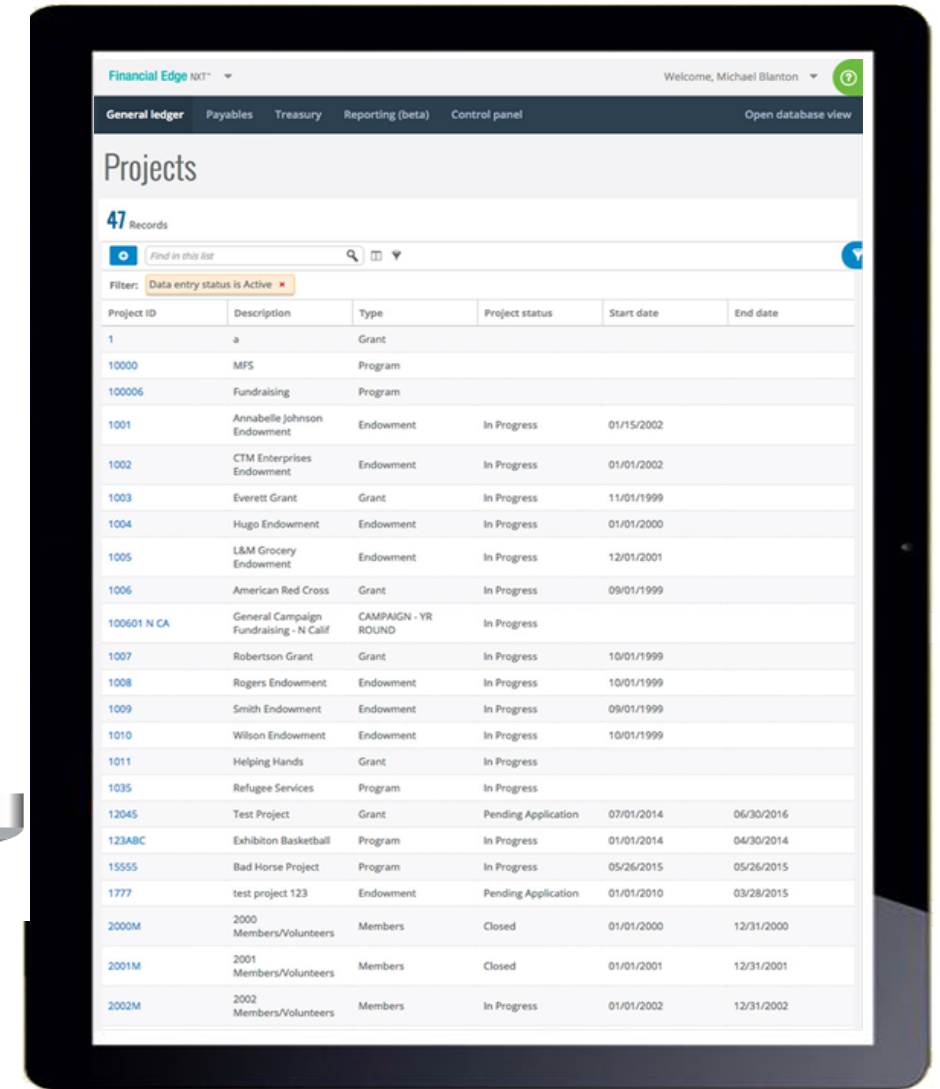 Financial Edge NXT™
Welcome, Michael Blanton
?
General ledger Payables Treasury Reporting (beta) Control panel Open database view
Projects
47 Records
Find in this list
Filter: Data entry status is Active ×
Project ID Description Type Project status Start date End date
1 a Grant
10000 MFS Program
100006 Fundraising Program
1001 Annabelle Johnson Endowment In Progress 01/15/2002
Endowment
1002 CTM Enterprises Endowment In Progress 01/01/2002
Endowment
1003 Everett Grant Grant In Progress 11/01/1999
1004 Hugo Endowment Endowment In Progress 01/01/2000
1005 L&M Grocery Endowment In Progress 12/01/2001
Endowment
1006 American Red Cross Grant In Progress 09/01/1999
100601 N CA General Campaign CAMPAIGN - YR In Progress
Fundraising - N Calif ROUND
1007 Robertson Grant Grant In Progress 10/01/1999
1008 Rogers Endowment Endowment In Progress 10/01/1999
1009 Smith Endowment Endowment In Progress 09/01/1999
1010 Wilson Endowment Endowment In Progress 10/01/1999
1011 Helping Hands Grant In Progress
1035 Refugee Services Program In Progress
12045 Test Project Grant Pending Application 07/01/2014 06/30/2016
123ABC Exhibiton Basketball Program In Progress 01/01/2014 04/30/2014
15555 Bad Horse Project Program In Progress 05/26/2015 05/26/2015
1777 test project 123 Endowment Pending Application 01/01/2010 03/28/2015
2000M 2000 Members Closed 01/01/2000 12/31/2000
Members/Volunteers
2001M 2001 Members Closed 01/01/2001 12/31/2001
Members/Volunteers
2002M 2002 Members In Progress 01/01/2002 12/31/2002
Members/Volunteers